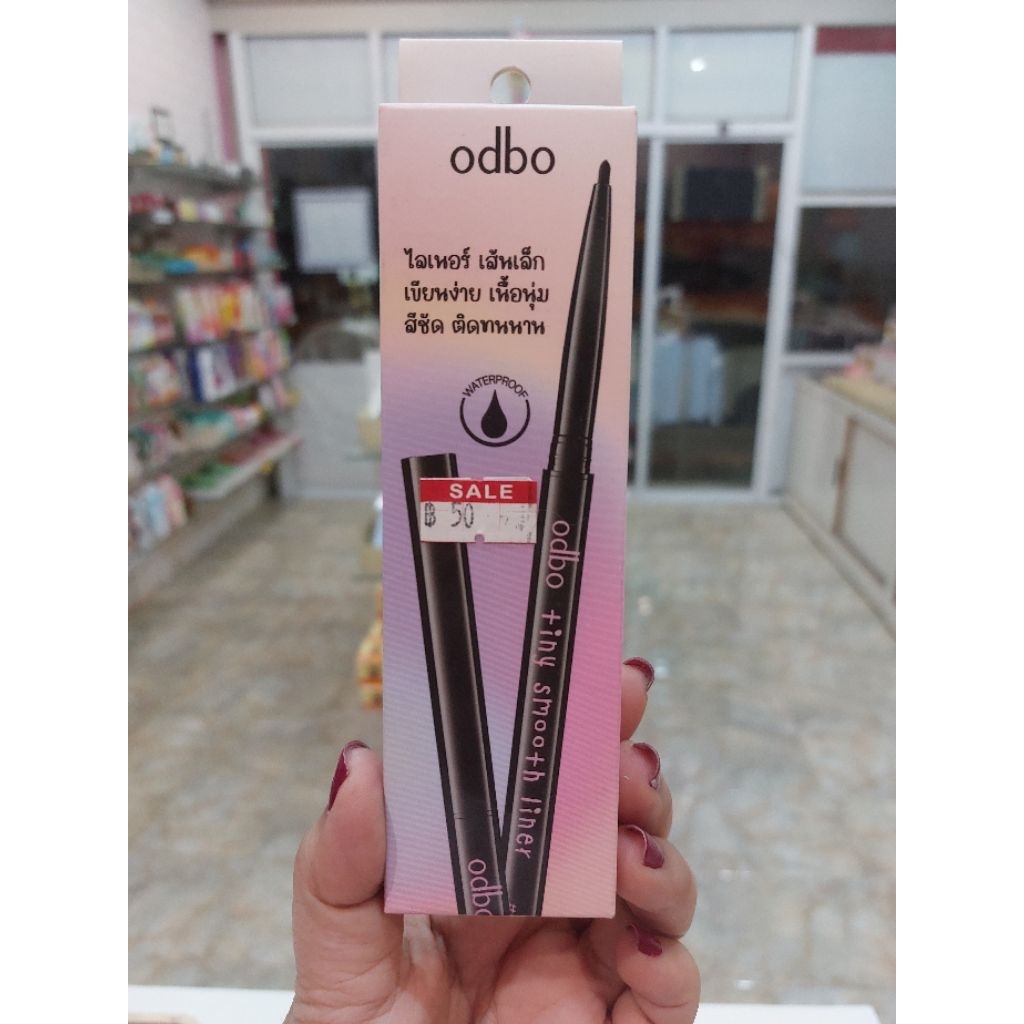 odbo
ไลเนอร์ เส้นเล็ก
เขียนง่าย เนื้อนุ่ม
สีชัด ติดทนนาน
WATERPROOF
SALE
฿ 50
odbo tiny smooth liner
odbo